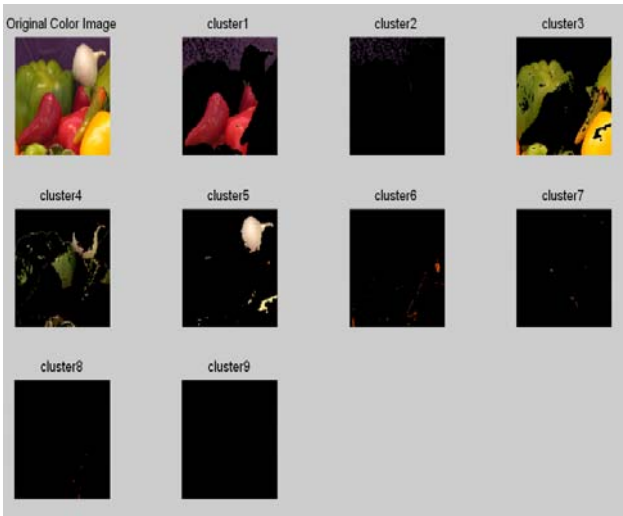 Original Color Image
cluster1
cluster2
cluster3
cluster4
cluster5
cluster6
cluster7
cluster8
cluster9